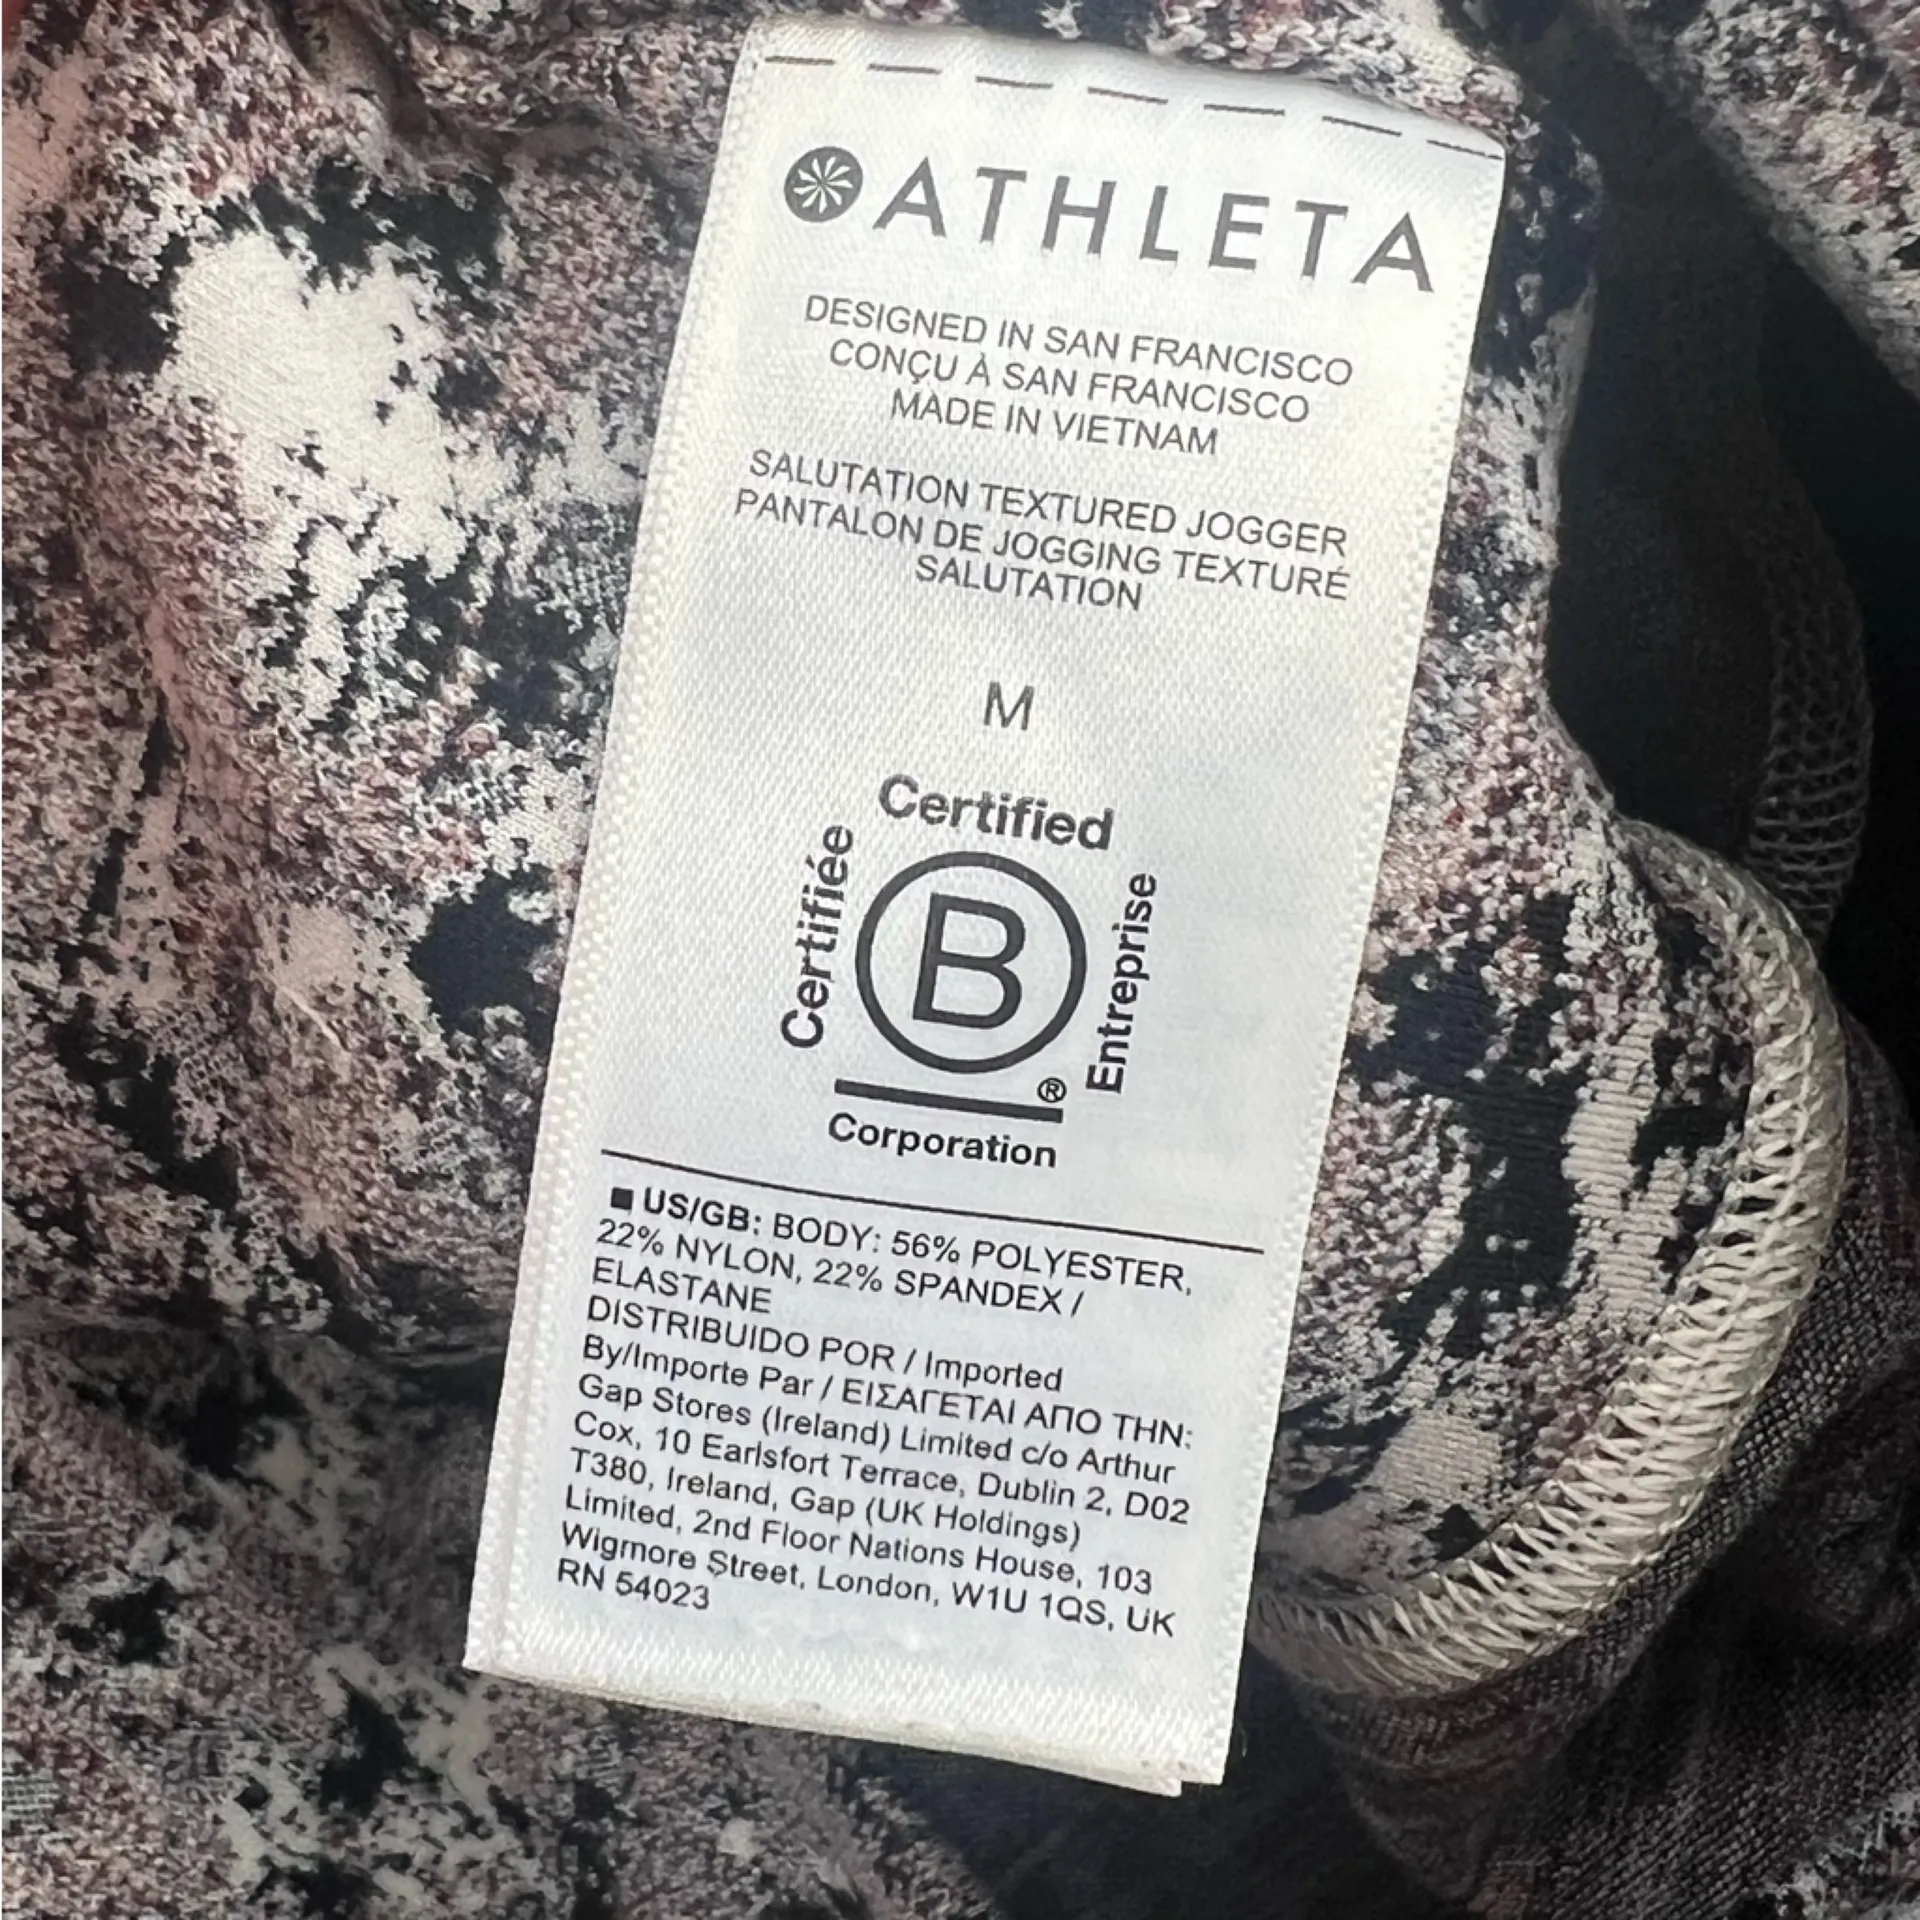 ATHLETA
DESIGNED IN SAN FRANCISCO
CONÇU À SAN FRANCISCO
MADE IN VIETNAM
SALUTATION TEXTURED JOGGER
PANTALON DE JOGGING TEXTURÉ
SALUTATION
M
Certified
Certifiée
B
Entreprise
®
Corporation
■ US/GB: BODY: 56% POLYESTER,
22% NYLON, 22% SPANDEX /
ELASTANE
DISTRIBUIDO POR / Imported
By/Importe Par / ΕΙΣΑΓΕΤΑΙ ΑΠΟ ΤΗΝ:
Gap Stores (Ireland) Limited c/o Arthur
Cox, 10 Earlsfort Terrace, Dublin 2, D02
T380, Ireland, Gap (UK Holdings)
Limited, 2nd Floor Nations House, 103
Wigmore Street, London, W1U 1QS, UK
RN 54023